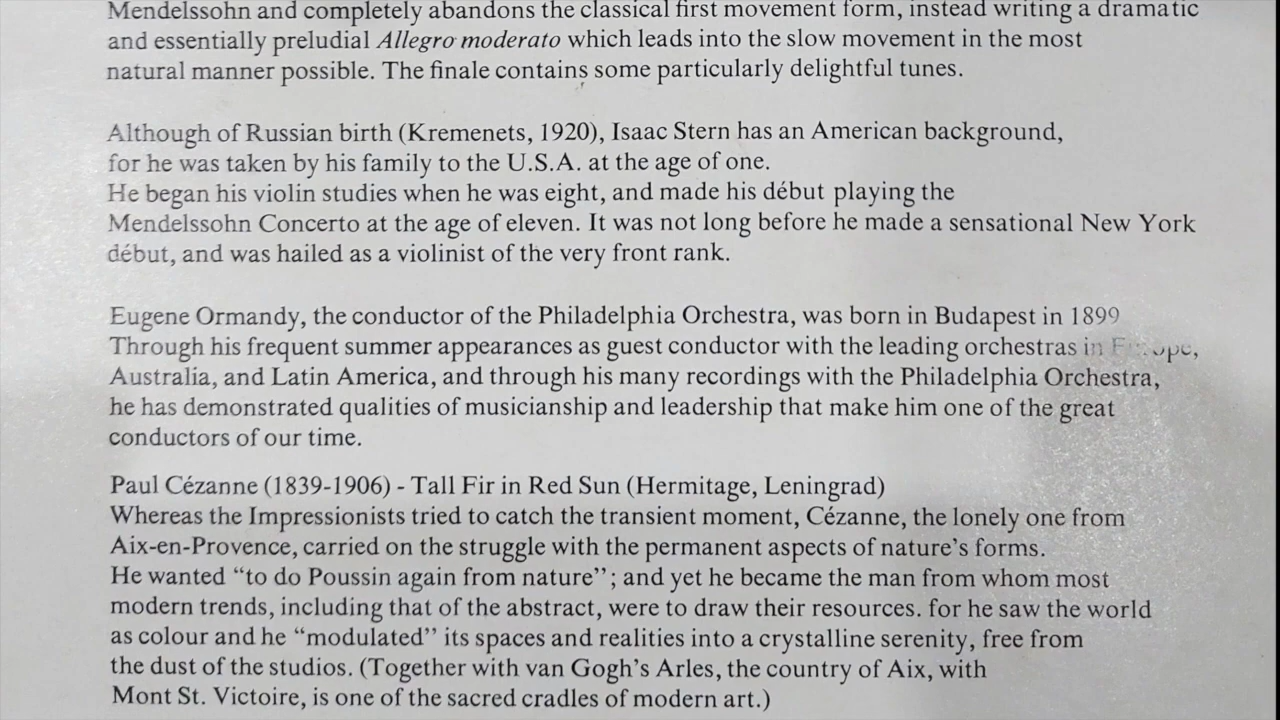 Mendelssohn and completely abandons the classical first movement form, instead writing a dramatic
and essentially preludial Allegro moderato which leads into the slow movement in the most
natural manner possible. The finale contains some particularly delightful tunes.
Although of Russian birth (Kremenets, 1920), Isaac Stern has an American background,
for he was taken by his family to the U.S.A. at the age of one.
He began his violin studies when he was eight, and made his début playing the
Mendelssohn Concerto at the age of eleven. It was not long before he made a sensational New York
début, and was hailed as a violinist of the very front rank.
Eugene Ormandy, the conductor of the Philadelphia Orchestra, was born in Budapest in 1899
Through his frequent summer appearances as guest conductor with the leading orchestras in
Australia, and Latin America, and through his many recordings with the Philadelphia Orchestra,
he has demonstrated qualities of musicianship and leadership that make him one of the great
conductors of our time.
Paul Cézanne (1839-1906) - Tall Fir in Red Sun (Hermitage, Leningrad)
Whereas the Impressionists tried to catch the transient moment, Cézanne, the lonely one from
Aix-en-Provence, carried on the struggle with the permanent aspects of nature's forms.
He wanted “to do Poussin again from nature”; and yet he became the man from whom most
modern trends, including that of the abstract, were to draw their resources. for he saw the world
as colour and he “modulated” its spaces and realities into a crystalline serenity, free from
the dust of the studios. (Together with van Gogh's Arles, the country of Aix, with
Mont St. Victoire, is one of the sacred cradles of modern art.)